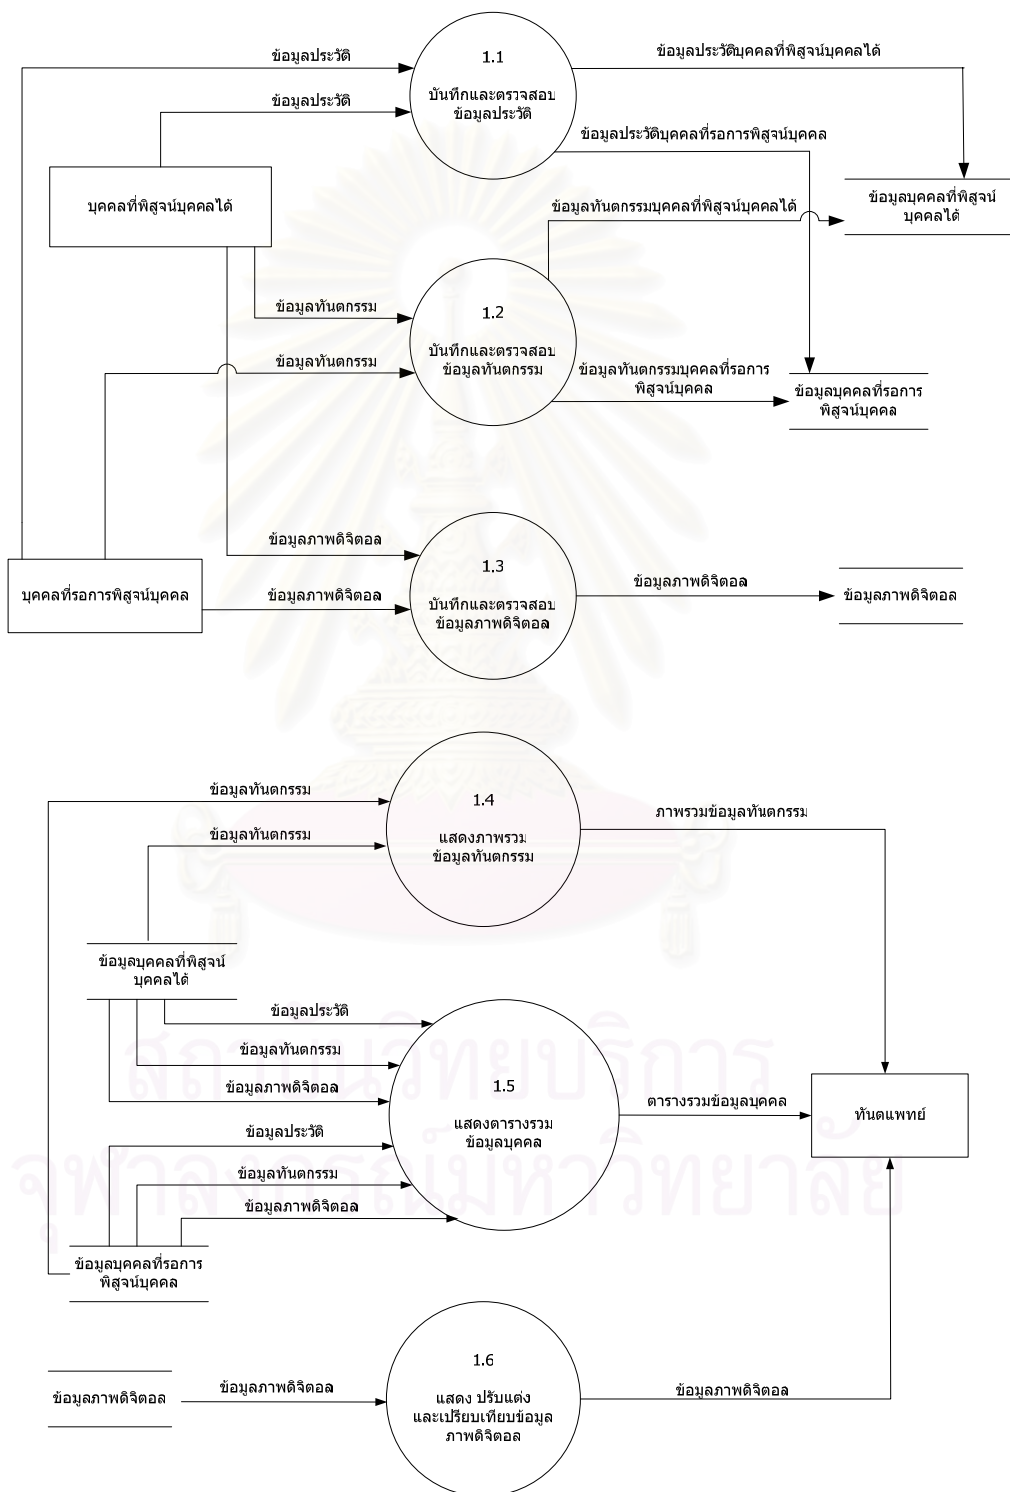 ข้อมูลประวัติ
1.1
บันทึกและตรวจสอบ
ข้อมูลประวัติ
ข้อมูลประวัติบุคคลที่พิสูจน์บุคคลได้
ข้อมูลประวัติ
ข้อมูลประวัติบุคคลที่รอการพิสูจน์บุคคล
บุคคลที่พิสูจน์บุคคลได้
ข้อมูลบุคคลที่พิสูจน์
บุคคลได้
ข้อมูลทันตกรรมบุคคลที่พิสูจน์บุคคลได้
ข้อมูลทันตกรรม
1.2
บันทึกและตรวจสอบ
ข้อมูลทันตกรรม
ข้อมูลทันตกรรม
ข้อมูลทันตกรรมบุคคลที่รอการ
พิสูจน์บุคคล
ข้อมูลบุคคลที่รอการ
พิสูจน์บุคคล
ข้อมูลภาพดิจิตอล
1.3
บันทึกและตรวจสอบ
ข้อมูลภาพดิจิตอล
บุคคลที่รอการพิสูจน์บุคคล
ข้อมูลภาพดิจิตอล
ข้อมูลภาพดิจิตอล
ข้อมูลภาพดิจิตอล
ข้อมูลทันตกรรม
1.4
แสดงภาพรวม
ข้อมูลทันตกรรม
ภาพรวมข้อมูลทันตกรรม
ข้อมูลทันตกรรม
ข้อมูลบุคคลที่พิสูจน์
บุคคลได้
ข้อมูลประวัติ
ข้อมูลทันตกรรม
ข้อมูลภาพดิจิตอล
1.5
แสดงตารางรวม
ข้อมูลบุคคล
ตารางรวมข้อมูลบุคคล
ทันตแพทย์
ข้อมูลประวัติ
ข้อมูลทันตกรรม
ข้อมูลภาพดิจิตอล
ข้อมูลบุคคลที่รอการ
พิสูจน์บุคคล
ข้อมูลภาพดิจิตอล
ข้อมูลภาพดิจิตอล
1.6
แสดง ปรับแต่ง
และเปรียบเทียบข้อมูล
ภาพดิจิตอล
ข้อมูลภาพดิจิตอล
สถาบันวิทยบริการ
จุฬาลงกรณ์มหาวิทยาลัย